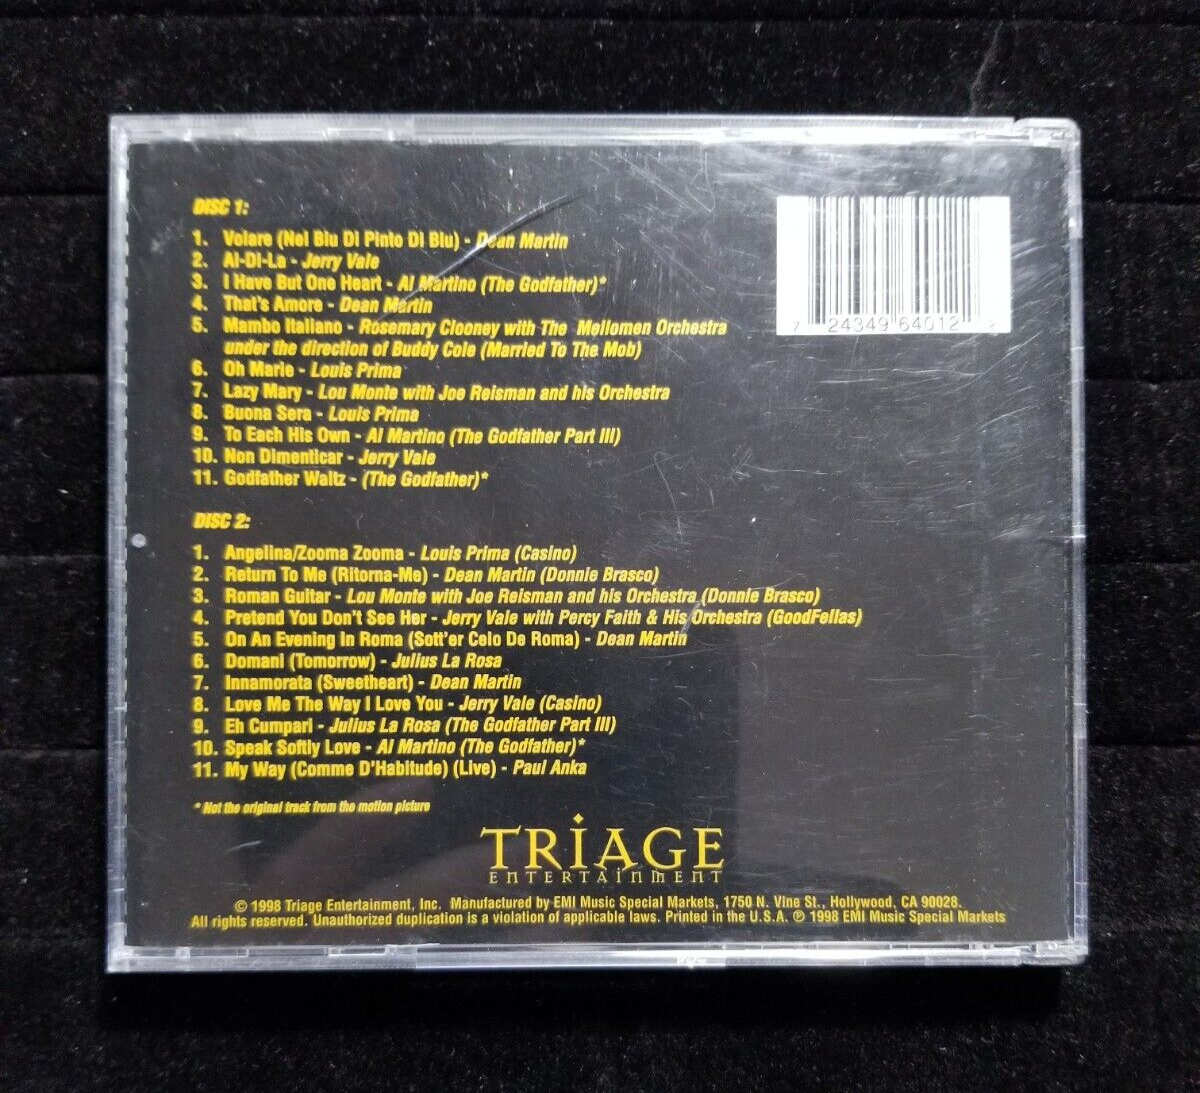 DISC 1:
1. Volare (Nel Blu Di Pinto Di Blu) - Dean Martin
2. Al-Di-La - Jerry Vale
3. I Have But One Heart - Al Martino (The Godfather)*
4. That's Amore - Dean Martin
5. Mambo Italiano - Rosemary Clooney with The Mellomen Orchestra
under the direction of Buddy Cole (Married To The Mob)
6. Oh Marie - Louis Prima
7. Lazy Mary - Lou Monte with Joe Reisman and his Orchestra
8. Buona Sera - Louis Prima
9. To Each His Own - Al Martino (The Godfather Part III)
10. Non Dimenticar - Jerry Vale
11. Godfather Waltz - (The Godfather)*
DISC 2:
1. Angelina/Zooma Zooma - Louis Prima (Casino)
2. Return To Me (Ritorna-Me) - Dean Martin (Donnie Brasco)
3. Roman Guitar - Lou Monte with Joe Reisman and his Orchestra (Donnie Brasco)
4. Pretend You Don't See Her - Jerry Vale with Percy Faith & His Orchestra (GoodFellas)
5. On An Evening In Roma (Sott'er Celo De Roma) - Dean Martin
6. Domani (Tomorrow) - Julius La Rosa
7. Innamorata (Sweetheart) - Dean Martin
8. Love Me The Way I Love You - Jerry Vale (Casino)
9. Eh Cumpari - Julius La Rosa (The Godfather Part III)
10. Speak Softly Love - Al Martino (The Godfather)*
11. My Way (Comme D'Habitude) (Live) - Paul Anka
* Not the original track from the motion picture
7 24349 64012
TRIAGE
ENTERTAINMENT
© 1998 Triage Entertainment, Inc. Manufactured by EMI Music Special Markets, 1750 N. Vine St., Hollywood, CA 90028.
All rights reserved. Unauthorized duplication is a violation of applicable laws. Printed in the U.S.A. ℗ 1998 EMI Music Special Markets